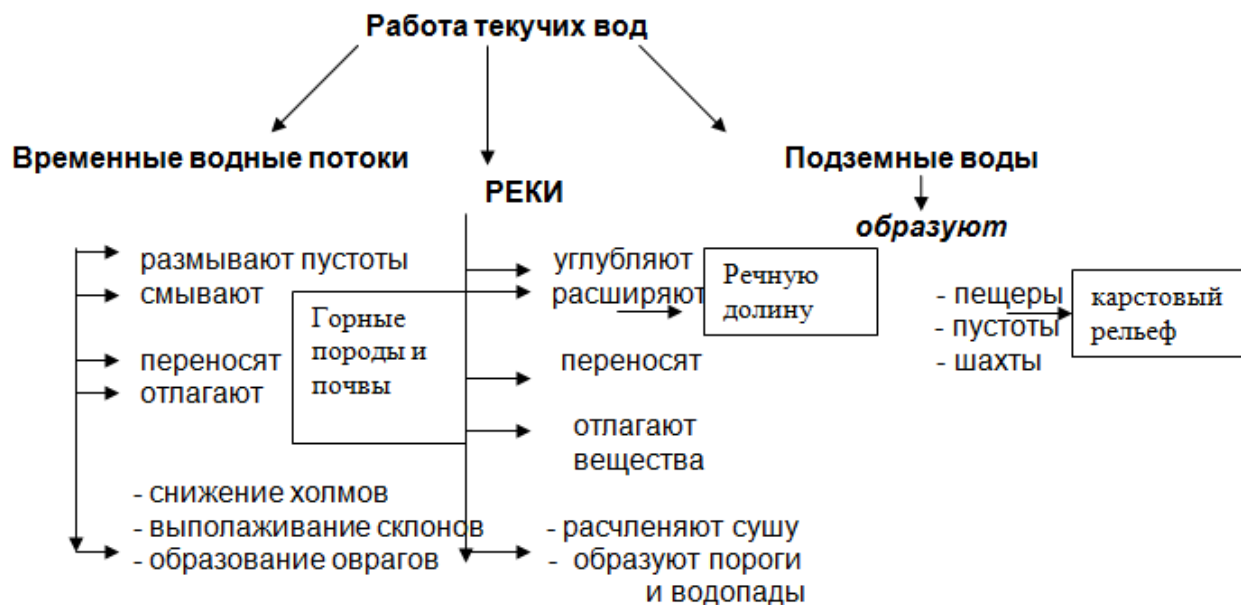 Работа текучих вод
Временные водные потоки
размывают пустоты
смывают
переносят
отлагают
Горные
породы и
почвы
- снижение холмов
- выполаживание склонов
- образование оврагов
РЕКИ
углубляют
расширяют
Речную
долину
переносят
отлагают
вещества
- расчленяют сушу
- образуют пороги
и водопады
Подземные воды
образуют
- пещеры
- пустоты
- шахты
карстовый
рельеф